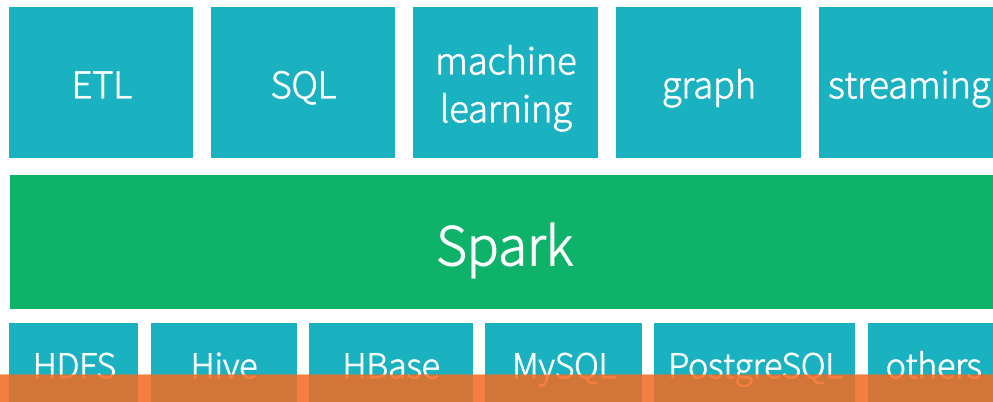 ETL
SQL
machine
learning
graph
streaming
Spark
HDFS
Hive
HBase
MySQL
PostgreSQL
others